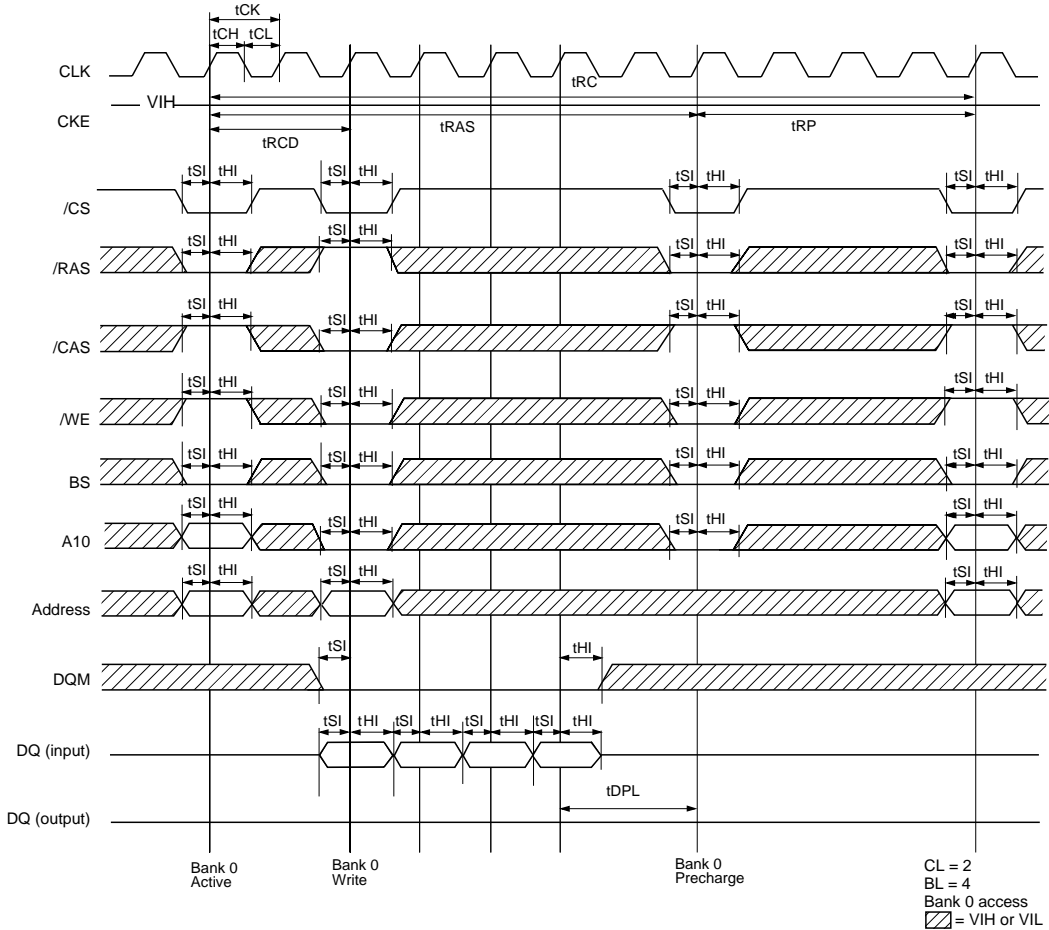 tCK
tCH tCL
CLK
tRC
VIH
CKE
tRAS tRP
tRCD
tSI tHI tSI tHI tSI tHI tSI tHI
/CS
tSI tHI tSI tHI tSI tHI tSI tHI
/RAS
tSI tHI tSI tHI tSI tHI tSI tHI
/CAS
tSI tHI tSI tHI tSI tHI tSI tHI
/WE
tSI tHI tSI tHI tSI tHI tSI tHI
BS
tSI tHI tSI tHI tSI tHI tSI tHI
A10
tSI tHI tSI tHI tSI tHI
Address
tSI tHI
DQM
tSI tHI tSI tHI tSI tHI tSI tHI
DQ (input)
tDPL
DQ (output)
Bank 0
Active
Bank 0
Write
Bank 0
Precharge
CL = 2
BL = 4
Bank 0 access
= VIH or VIL